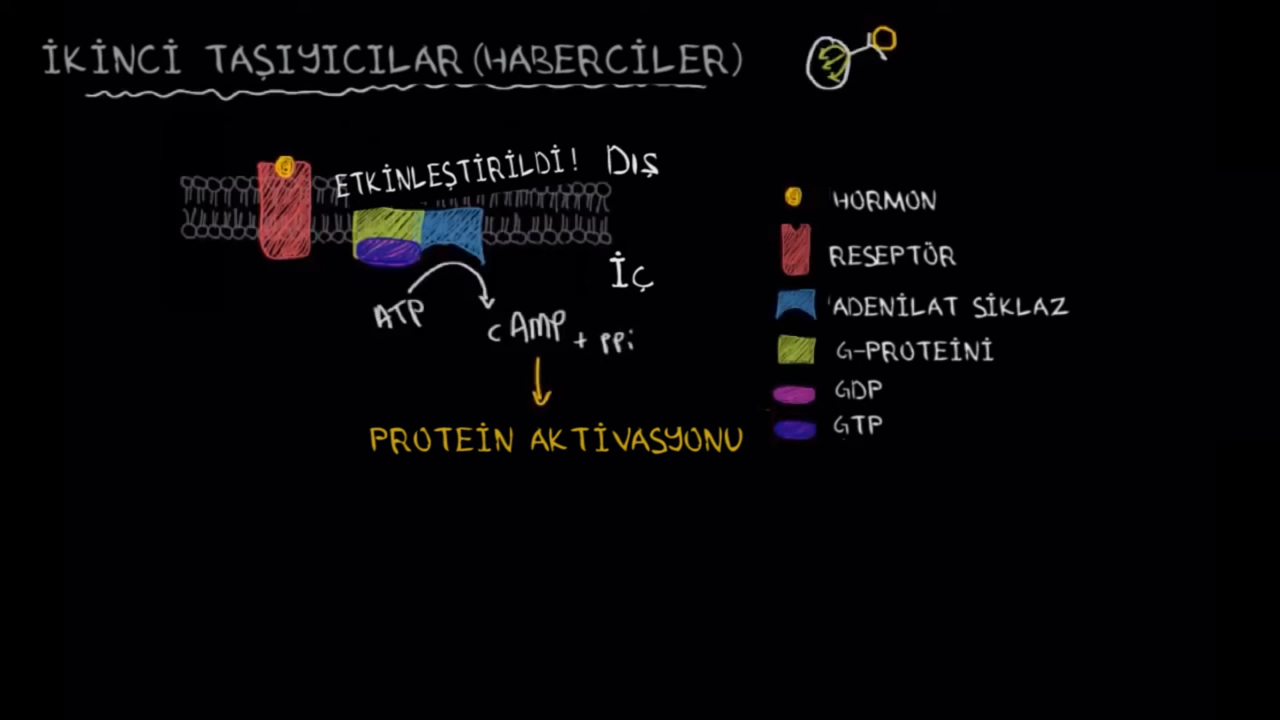 İKİNCİ TAŞIYICILAR (HABERCİLER)
ETKİNLEŞTİRİLDİ! DIŞ
İÇ
ATP
cAMP + PPi
PROTEİN AKTİVASYONU
HORMON
RESEPTÖR
ADENİLAT SİKLAZ
G-PROTEİNİ
GDP
GTP